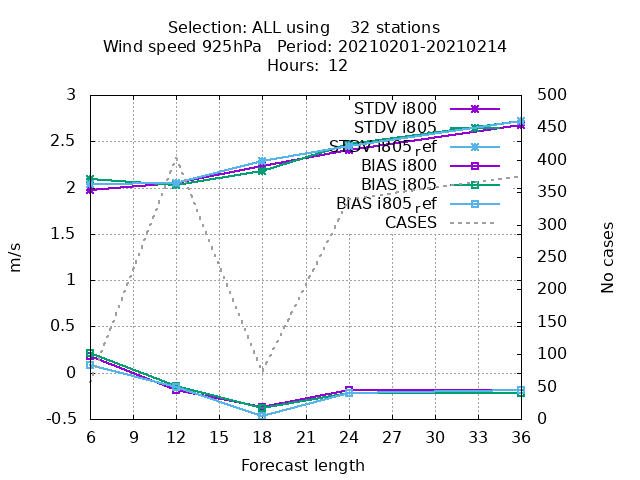 Selection: ALL using    32 stations
Wind speed 925hPa   Period: 20210201-20210214
Hours:  12
STDV i800
STDV i805
STDV i805_ref
BIAS i800
BIAS i805
BIAS i805_ref
CASES
3
2.5
2
1.5
1
0.5
0
-0.5
m/s
500
450
400
350
300
250
200
150
100
50
0
No cases
6 9 12 15 18 21 24 27 30 33 36
Forecast length